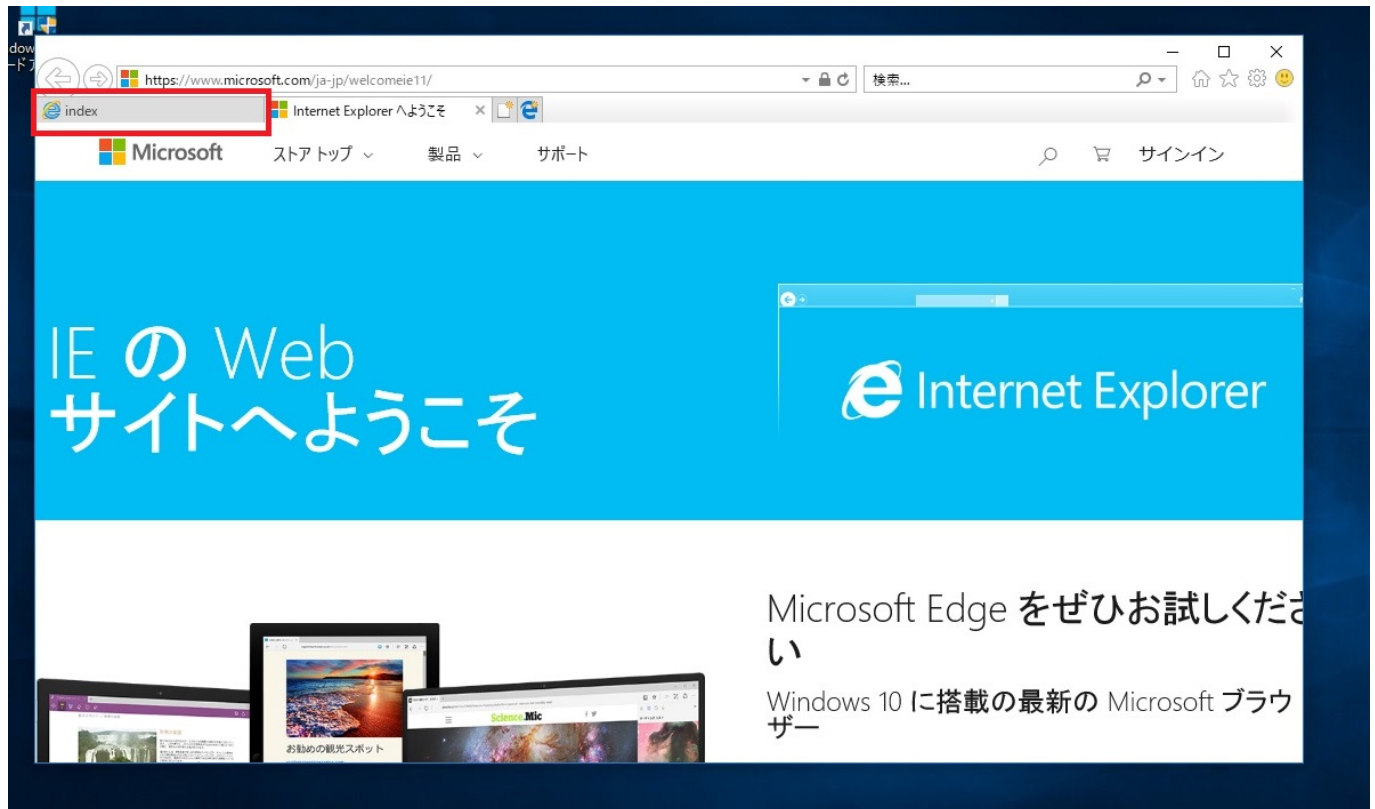 dow
ードア
https://www.microsoft.com/ja-jp/welcomeie11/
検索...
index
Internet Explorer へようこそ
Microsoft
ストア トップ
製品
サポート
サインイン
IE の Web
サイトへようこそ
Internet Explorer
Microsoft Edge をぜひお試しくださ
い
Windows 10 に搭載の最新の Microsoft ブラウ
ザー
Science.Mic
お勧めの観光スポット